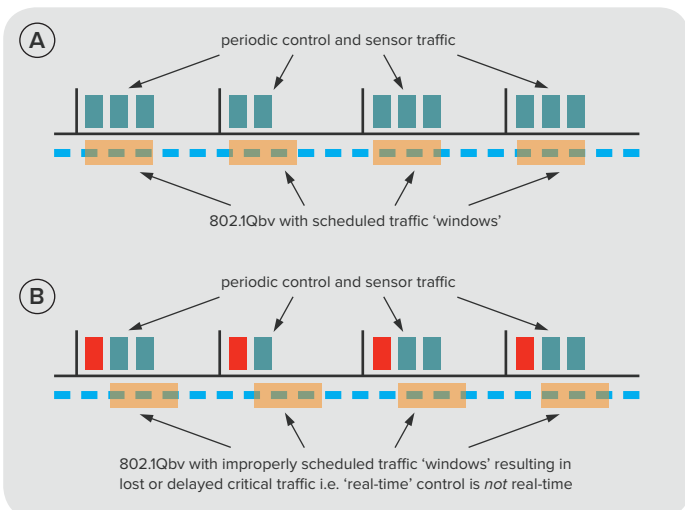 A
periodic control and sensor traffic
802.1Qbv with scheduled traffic ‘windows’
B
periodic control and sensor traffic
802.1Qbv with improperly scheduled traffic ‘windows’ resulting in
lost or delayed critical traffic i.e. ‘real-time’ control is not real-time